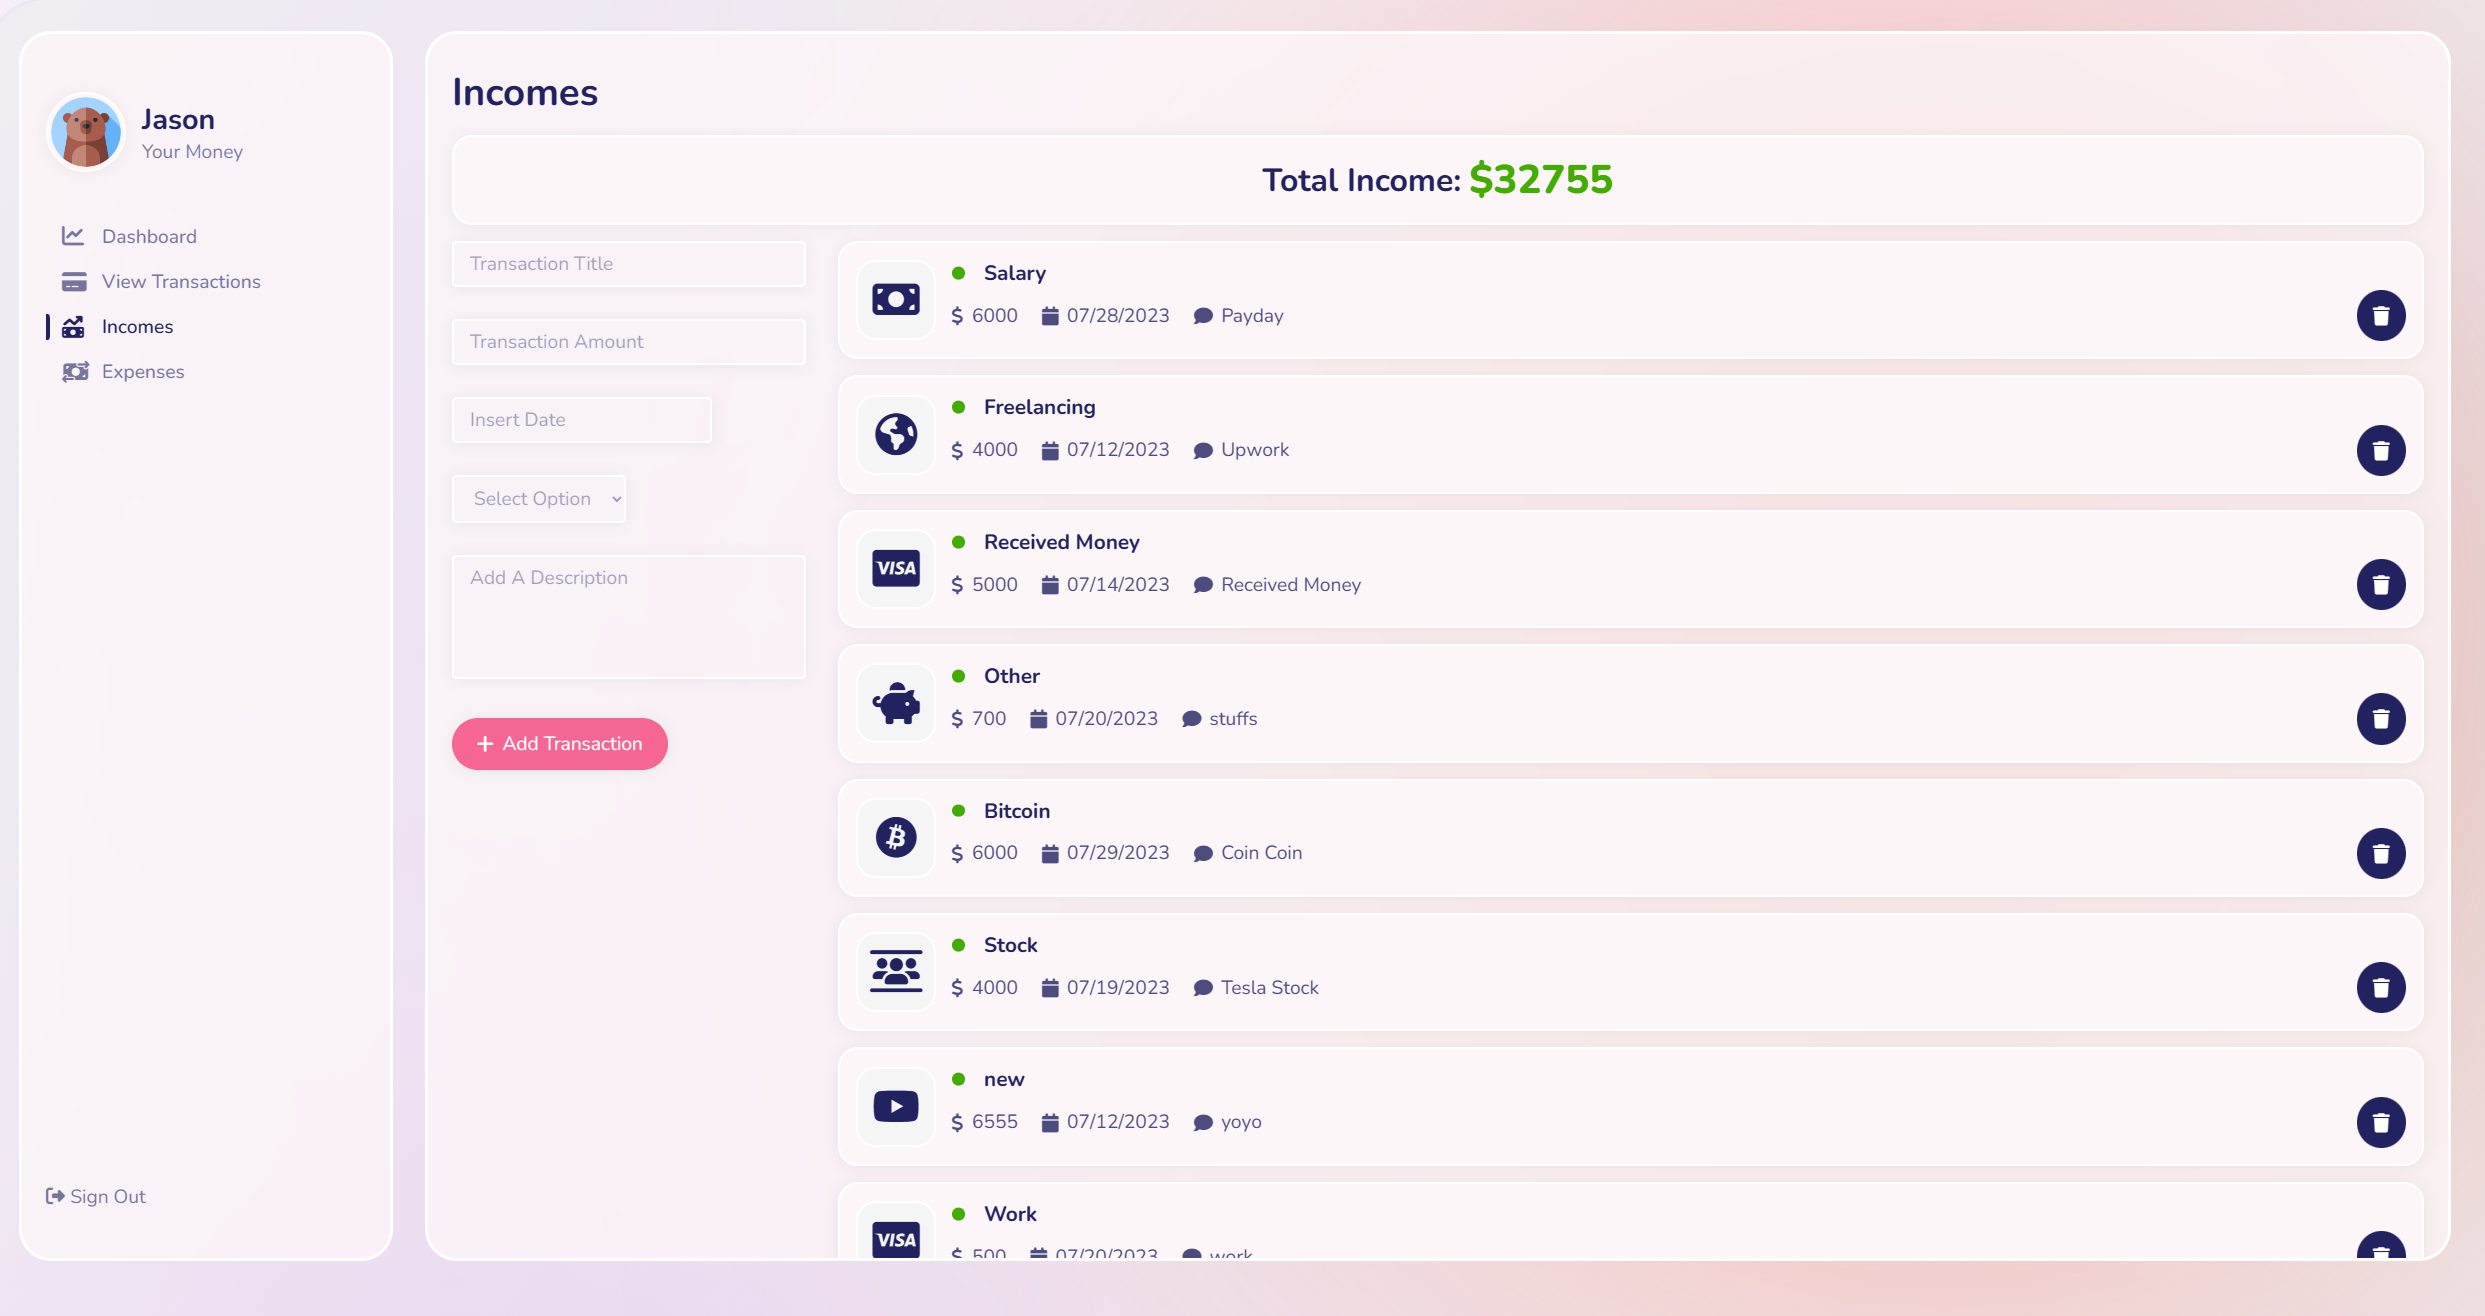 Jason
Your Money
Dashboard
View Transactions
Incomes
Expenses
Sign Out
Incomes
Total Income: $32755
Transaction Title
Transaction Amount
Insert Date
Select Option
Add A Description
+ Add Transaction
Salary
$ 6000 07/28/2023 Payday
Freelancing
$ 4000 07/12/2023 Upwork
VISA
Received Money
$ 5000 07/14/2023 Received Money
Other
$ 700 07/20/2023 stuffs
Bitcoin
$ 6000 07/29/2023 Coin Coin
Stock
$ 4000 07/19/2023 Tesla Stock
new
$ 6555 07/12/2023 yoyo
VISA
Work
$ 500 07/20/2023 work